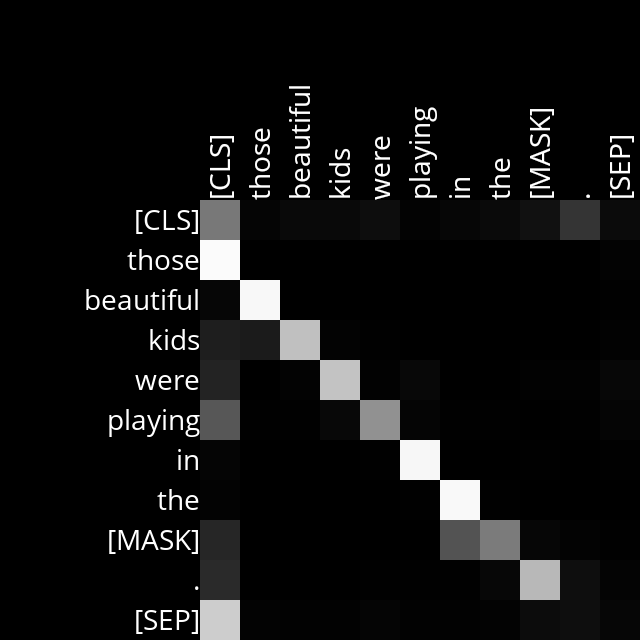 [CLS] those beautiful kids were playing in the [MASK] . [SEP]
[CLS]
those
beautiful
kids
were
playing
in
the
[MASK]
.
[SEP]